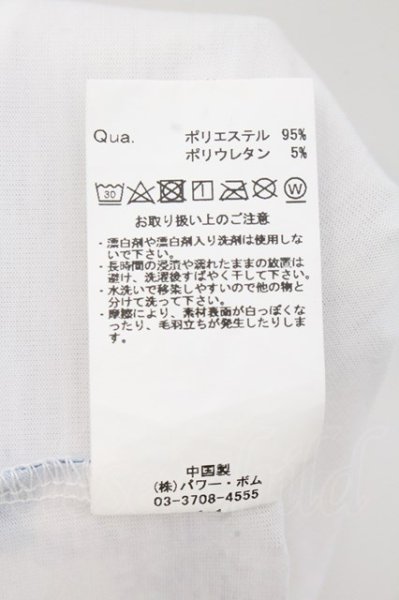 Qua. ポリエステル 95%
ポリウレタン 5%
30 W
お取り扱い上のご注意
・漂白剤や漂白剤入り洗剤は使用しな
いで下さい。
・長時間の浸漬や濡れたままの放置は
避け、洗濯後すばやく干して下さい。
・水洗いで移染しやすいので他の物と
分けて洗って下さい。
・摩擦により、素材表面が白っぽくな
ったり、毛羽立ちが発生したりしま
す。
中国製
(株)パワー・ボム
03-3708-4555